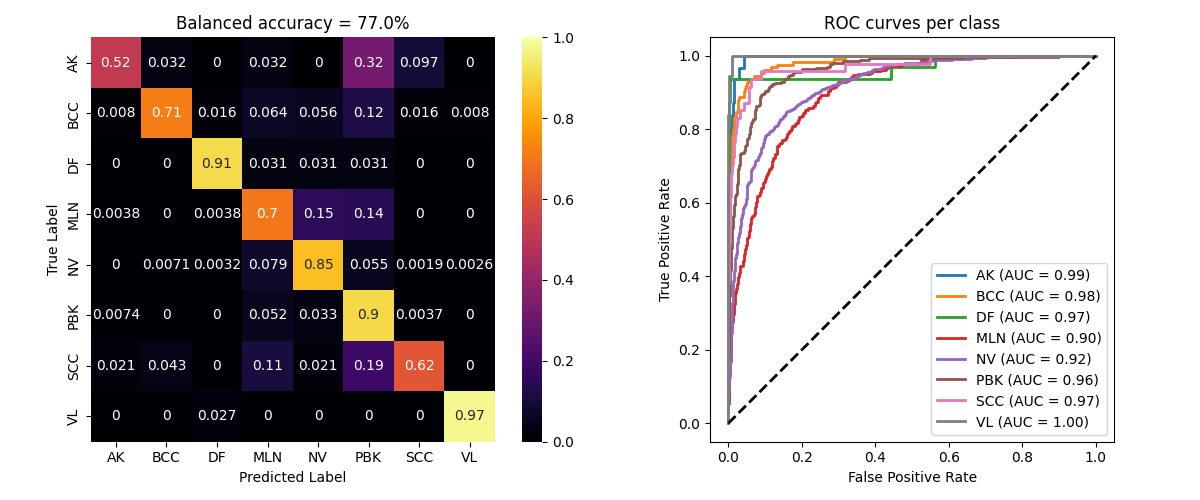 Balanced accuracy = 77.0%
AK 0.52 0.032 0 0.032 0 0.32 0.097 0
BCC 0.008 0.71 0.016 0.064 0.056 0.12 0.016 0.008
DF 0 0 0.91 0.031 0.031 0.031 0 0
MLN 0.0038 0 0.0038 0.7 0.15 0.14 0 0
NV 0 0.0071 0.0032 0.079 0.85 0.055 0.0019 0.0026
PBK 0.0074 0 0 0.052 0.033 0.9 0.0037 0
SCC 0.021 0.043 0 0.11 0.021 0.19 0.62 0
VL 0 0 0.027 0 0 0 0 0.97
AK BCC DF MLN NV PBK SCC VL
Predicted Label
True Label
1.0
0.8
0.6
0.4
0.2
0.0
ROC curves per class
True Positive Rate
1.0
0.8
0.6
0.4
0.2
0.0
AK (AUC = 0.99)
BCC (AUC = 0.98)
DF (AUC = 0.97)
MLN (AUC = 0.90)
NV (AUC = 0.92)
PBK (AUC = 0.96)
SCC (AUC = 0.97)
VL (AUC = 1.00)
0.0 0.2 0.4 0.6 0.8 1.0
False Positive Rate